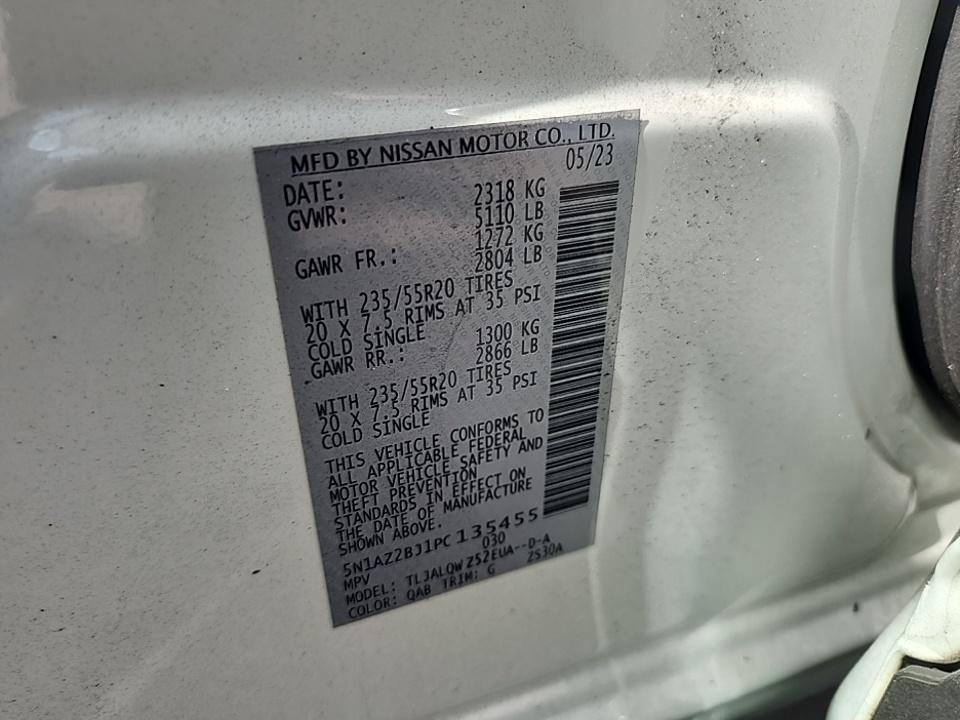 MFD BY NISSAN MOTOR CO., LTD.
DATE: 05/23
GVWR: 2318 KG
5110 LB
GAWR FR.: 1272 KG
2804 LB
WITH 235/55R20 TIRES
20 X 7.5 RIMS AT 35 PSI
COLD SINGLE
GAWR RR.: 1300 KG
2866 LB
WITH 235/55R20 TIRES
20 X 7.5 RIMS AT 35 PSI
COLD SINGLE
THIS VEHICLE CONFORMS TO
ALL APPLICABLE FEDERAL
MOTOR VEHICLE SAFETY AND
THEFT PREVENTION
STANDARDS IN EFFECT ON
THE DATE OF MANUFACTURE
SHOWN ABOVE.
5N1AZ2BJ1PC135455
MPV 030
MODEL: TLJALQWZ52EUA--D-A
COLOR: QAB TRIM: G 2S30A